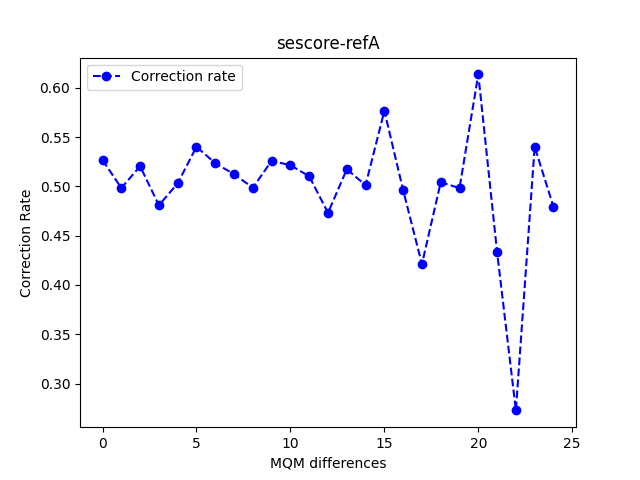 sescore-refA
Correction rate
0.60
0.55
0.50
0.45
0.40
0.35
0.30
Correction Rate
0 5 10 15 20 25
MQM differences